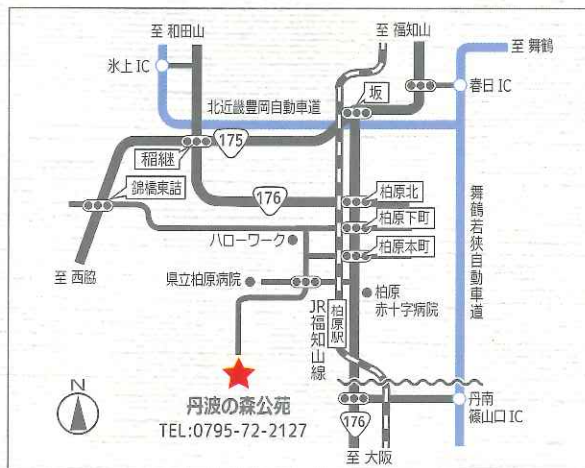 至 和田山
至 福知山
至 舞鶴
氷上 IC
春日 IC
坂
北近畿豊岡自動車道
175
稲継
錦橋東詰
176
柏原北
柏原下町
柏原本町
ハローワーク
県立柏原病院
至 西脇
柏原
赤十字病院
柏原駅
JR福知山線
舞鶴若狭自動車道
丹波の森公苑
TEL:0795-72-2127
N
176
丹南
篠山口 IC
至 大阪